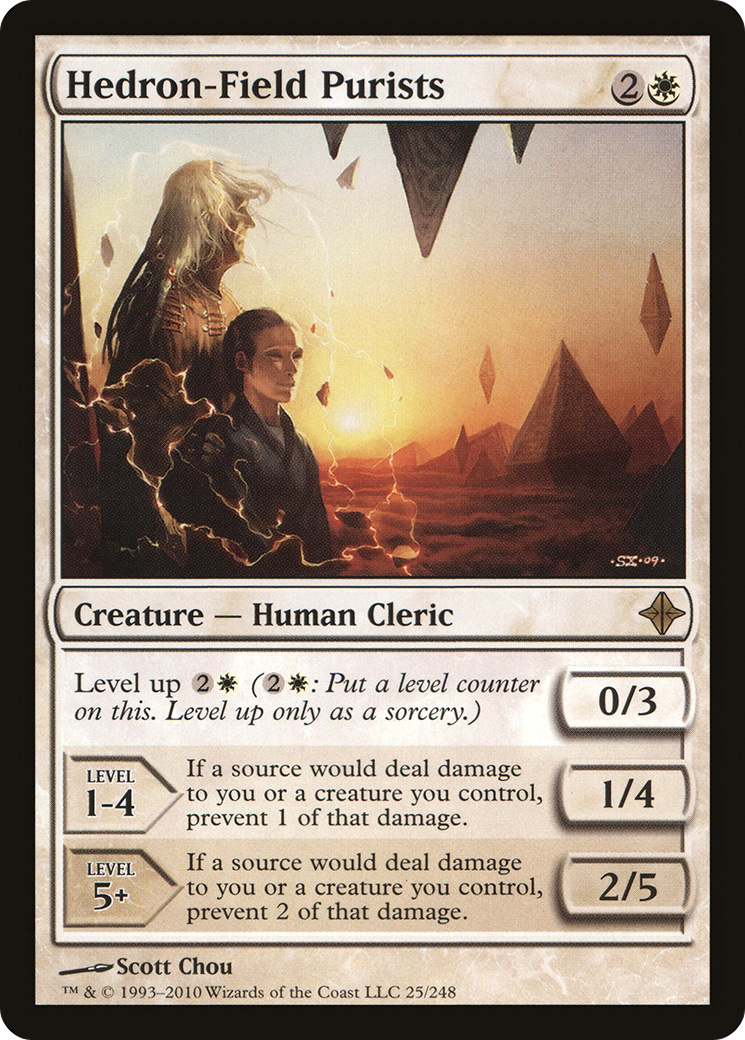 Hedron-Field Purists 2
·SX·09·
Creature — Human Cleric
Level up 2 (2: Put a level counter
on this. Level up only as a sorcery.)
0/3
LEVEL
1-4
If a source would deal damage
to you or a creature you control,
prevent 1 of that damage.
1/4
LEVEL
5+
If a source would deal damage
to you or a creature you control,
prevent 2 of that damage.
2/5
Scott Chou
™ & © 1993–2010 Wizards of the Coast LLC 25/248